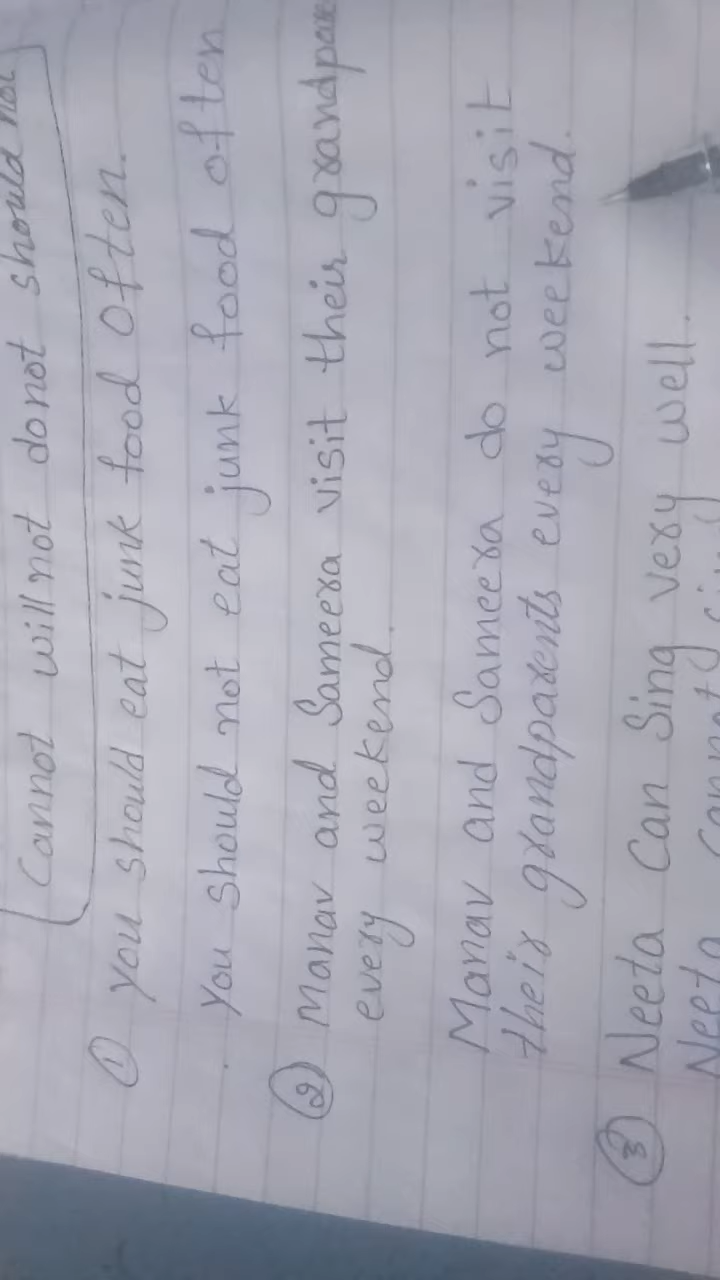 Cannot will not do not should not
① you should eat junk food often.
. You should not eat junk food often
② Manav and Sameera visit their
every weekend.
Manav and Sameera do not visit
their grandparents every weekend.
③ Neeta Can Sing very well.
Neeta cannot